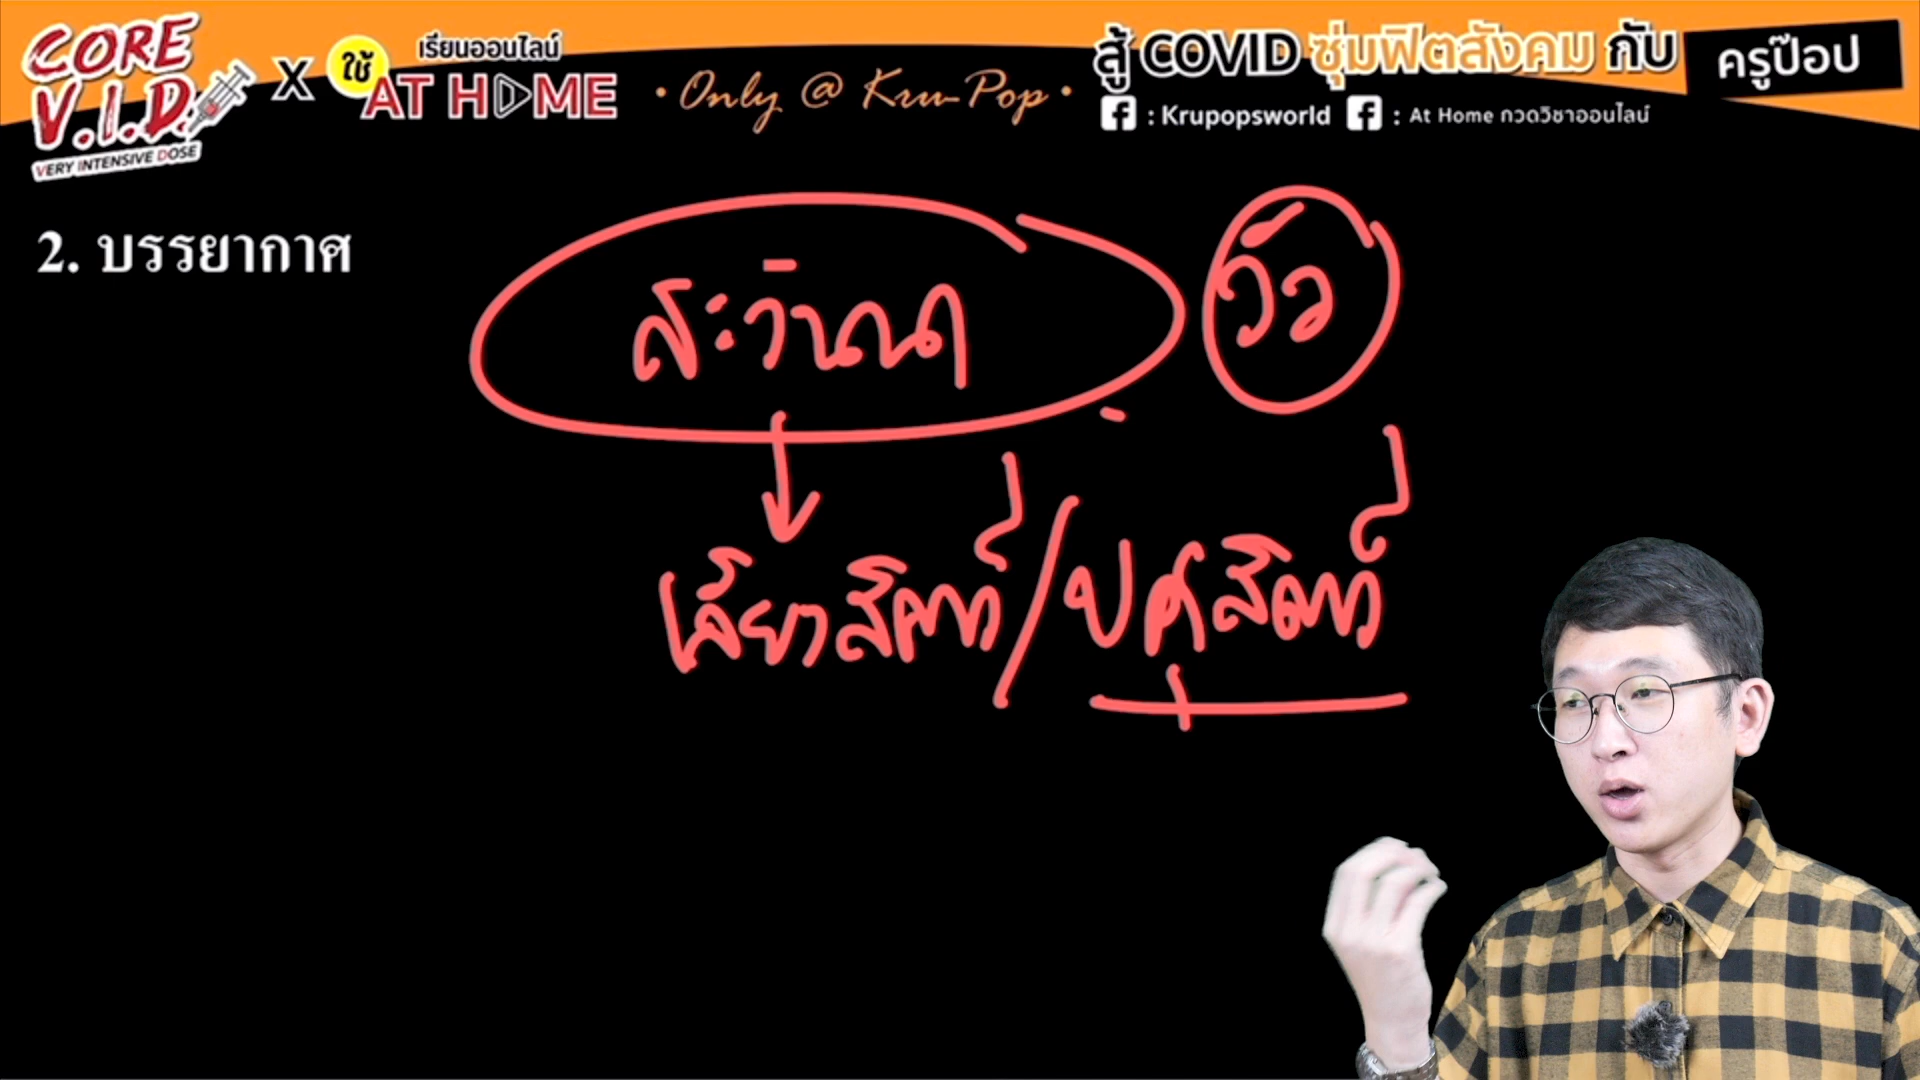 CORE
V.I.D.
VERY INTENSIVE DOSE
X
ใช้
เรียนออนไลน์
AT HOME
• Only @ Kru-Pop •
สู้ COVID ซุ่มฟิตสังคม กับ ครูป๊อป
f : Krupopsworld f : At Home กวดวิชาออนไลน์
2. บรรยากาศ
สะวันนา วัว
เลี้ยงสัตว์/ปศุสัตว์